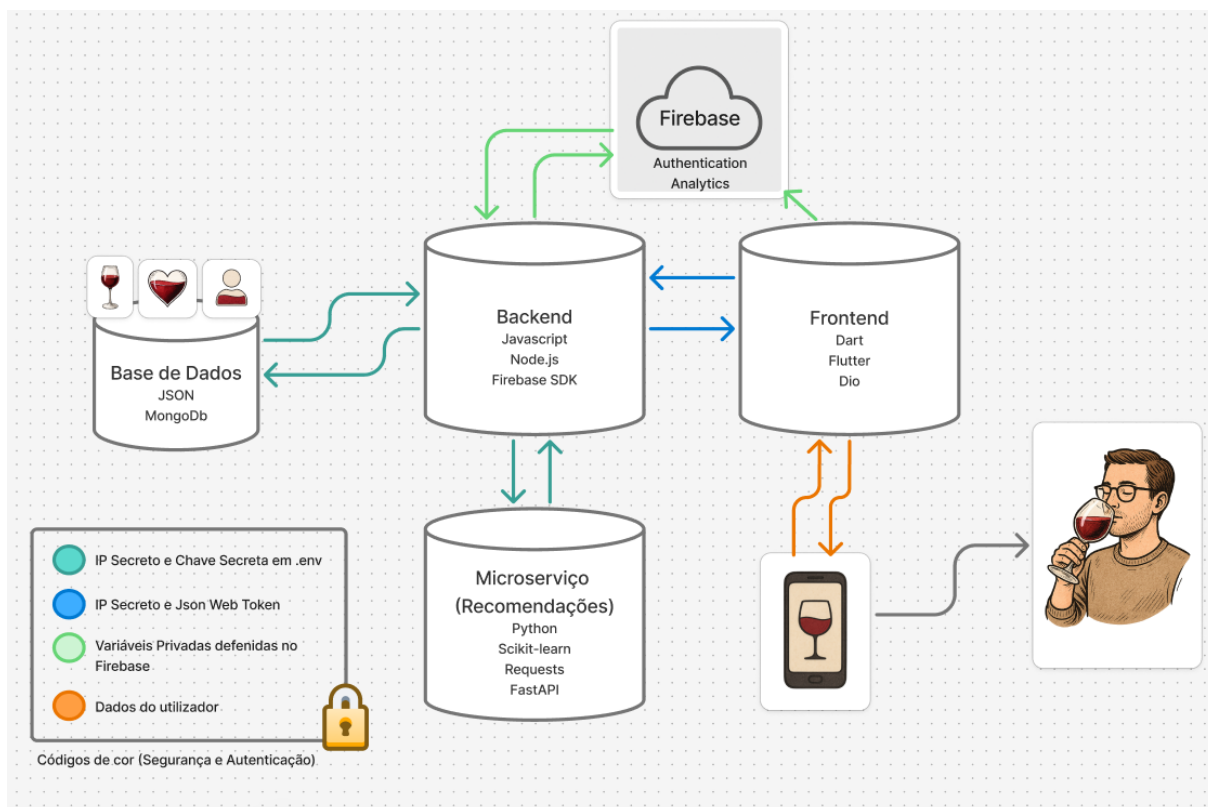 Firebase
Authentication
Analytics
Backend
Javascript
Node.js
Firebase SDK
Frontend
Dart
Flutter
Dio
Base de Dados
JSON
MongoDb
Microserviço
(Recomendações)
Python
Scikit-learn
Requests
FastAPI
IP Secreto e Chave Secreta em .env
IP Secreto e Json Web Token
Variáveis Privadas defenidas no
Firebase
Dados do utilizador
Códigos de cor (Segurança e Autenticação)